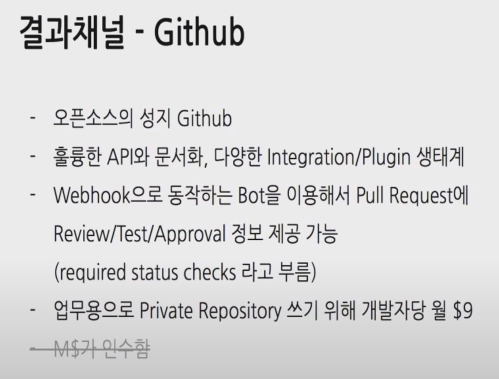 결과채널 - Github
- 오픈소스의 성지 Github
- 훌륭한 API와 문서화, 다양한 Integration/Plugin 생태계
- Webhook으로 동작하는 Bot을 이용해서 Pull Request에
Review/Test/Approval 정보 제공 가능
(required status checks 라고 부름)
- 업무용으로 Private Repository 쓰기 위해 개발자당 월 $9
- M$가 인수함